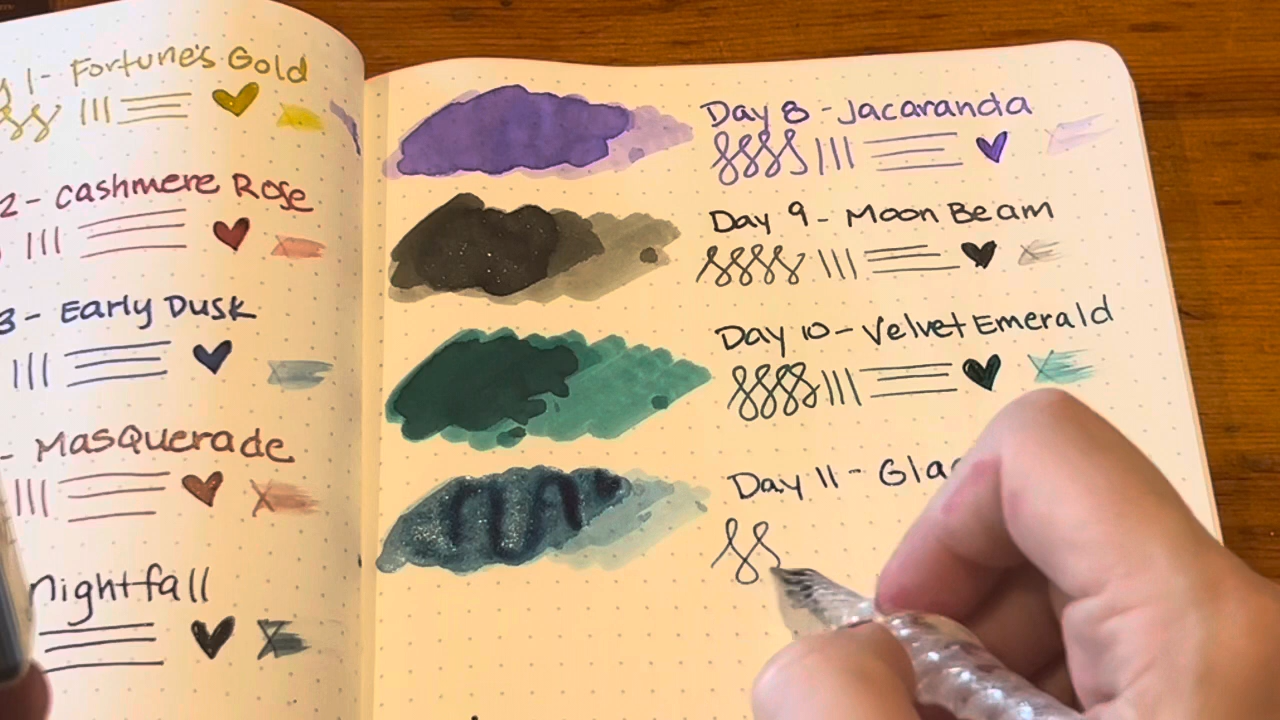 1- Fortune's Gold
2- Cashmere Rose
3- Early Dusk
- Masquerade
Nightfall
Day 8 - Jacaranda
Day 9 - Moon Beam
Day 10 - Velvet Emerald
Day 11 -